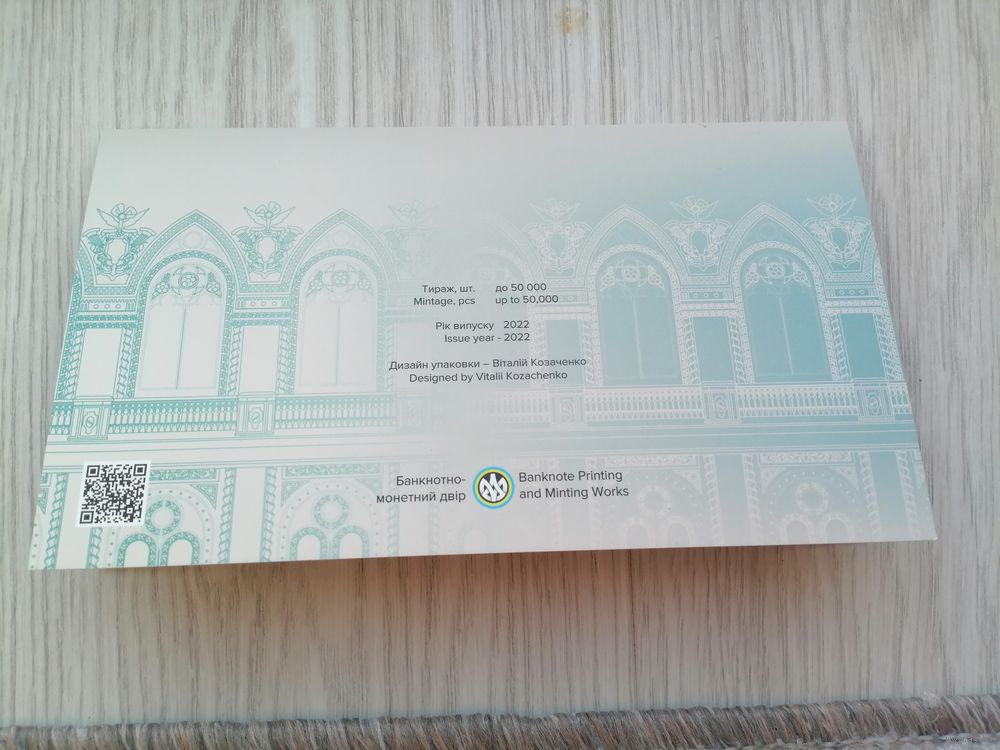 Тираж, шт. до 50 000
Mintage, pcs up to 50,000
Рік випуску 2022
Issue year - 2022
Дизайн упаковки – Віталій Козаченко
Designed by Vitalii Kozachenko
Банкнотно-
монетний двір
Banknote Printing
and Minting Works